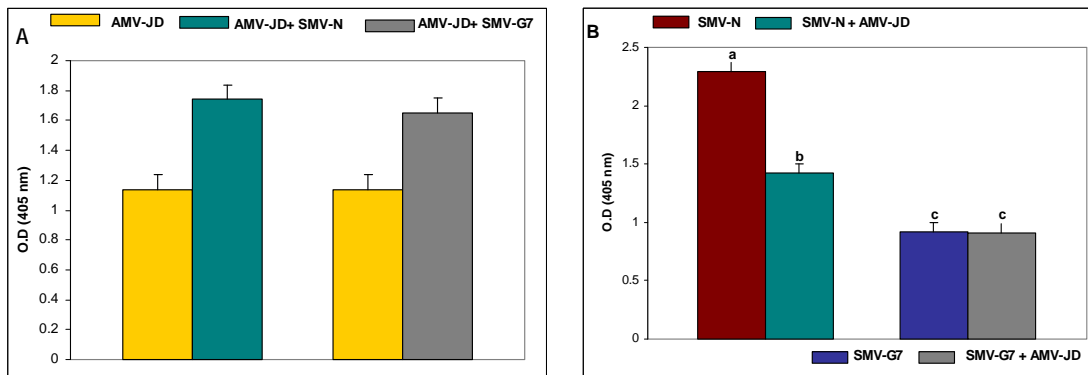 A
AMV-JD
AMV-JD+ SMV-N
AMV-JD+ SMV-G7
O.D (405 nm)
2
1.8
1.6
1.4
1.2
1
0.8
0.6
0.4
0.2
0
B
SMV-N
SMV-N + AMV-JD
O.D (405 nm)
2.5
2
1.5
1
0.5
0
a
b
c
c
SMV-G7
SMV-G7 + AMV-JD